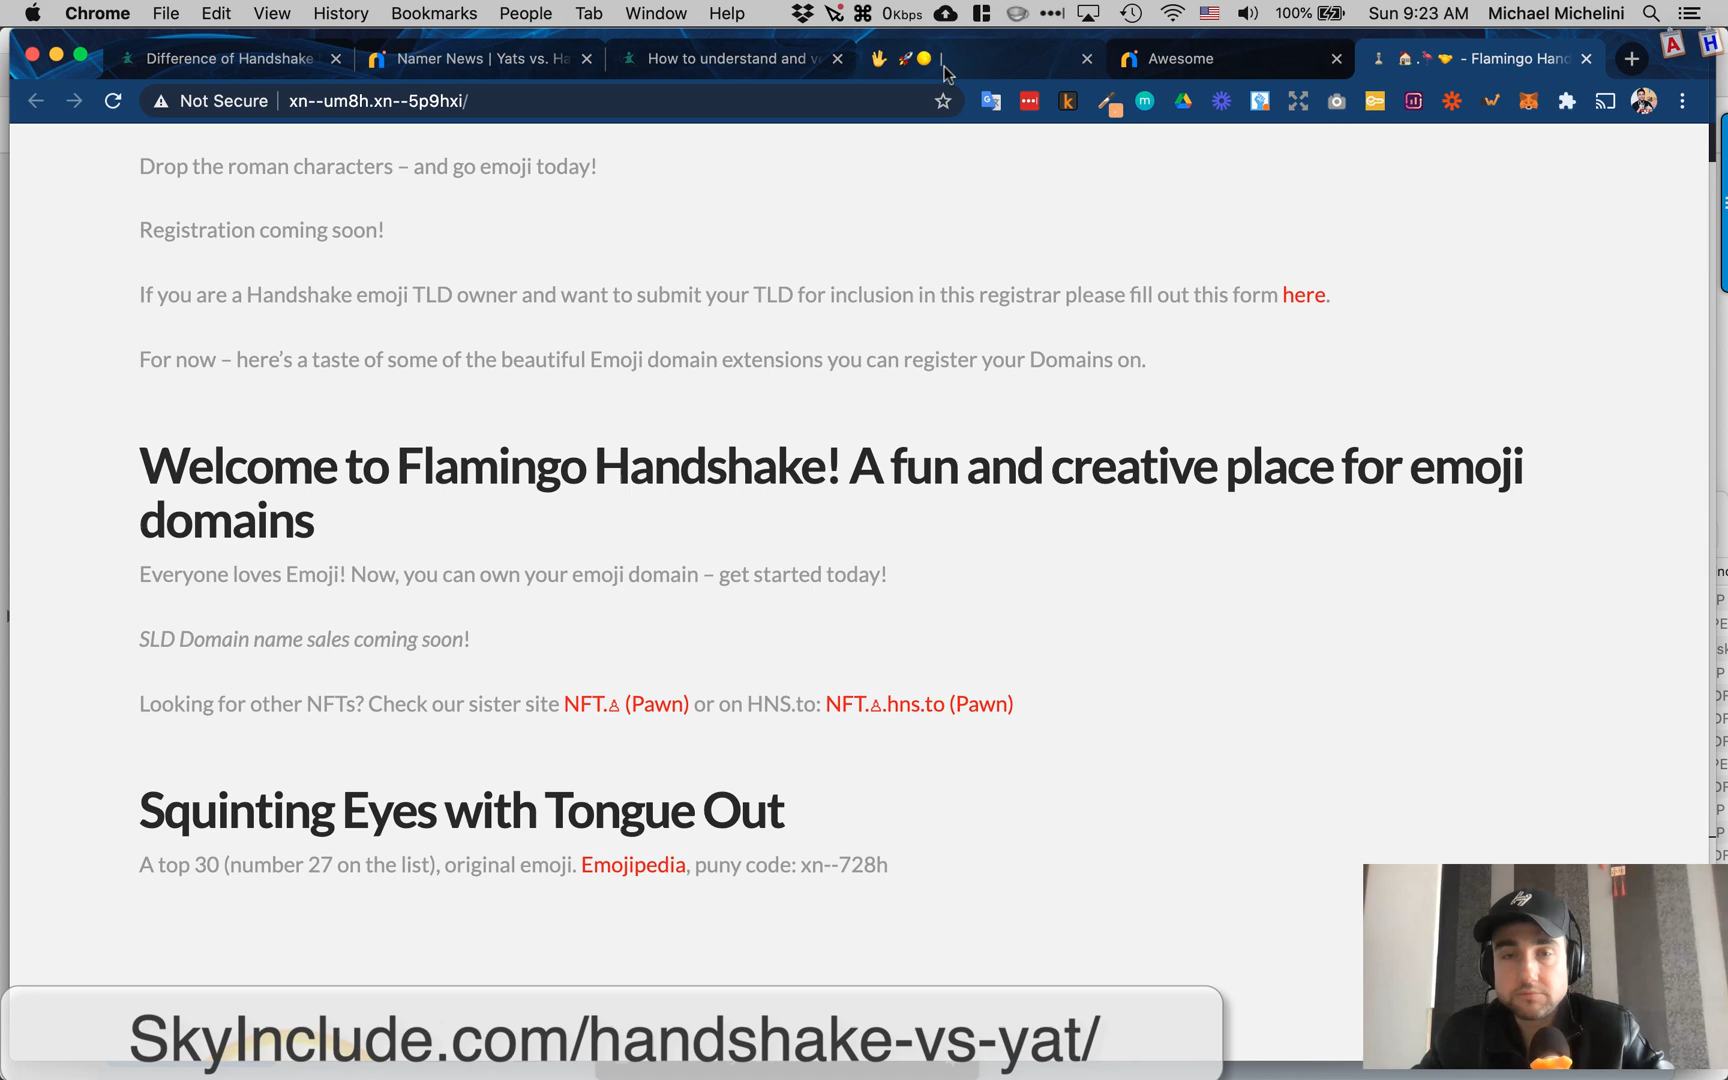 Chrome File Edit View History Bookmarks People Tab Window Help 0Kbps 100% Sun 9:23 AM Michael Michelini
Difference of Handshake Namer News | Yats vs. Ha How to understand and v 🖖 🚀🟡 | Awesome 🏠.🦩🤝 - Flamingo Hand
Not Secure xn--um8h.xn--5p9hxi/
Drop the roman characters – and go emoji today!
Registration coming soon!
If you are a Handshake emoji TLD owner and want to submit your TLD for inclusion in this registrar please fill out this form here.
For now – here's a taste of some of the beautiful Emoji domain extensions you can register your Domains on.
Welcome to Flamingo Handshake! A fun and creative place for emoji
domains
Everyone loves Emoji! Now, you can own your emoji domain – get started today!
SLD Domain name sales coming soon!
Looking for other NFTs? Check our sister site NFT.♙ (Pawn) or on HNS.to: NFT.♙.hns.to (Pawn)
Squinting Eyes with Tongue Out
A top 30 (number 27 on the list), original emoji. Emojipedia, puny code: xn--728h
SkyInclude.com/handshake-vs-yat/